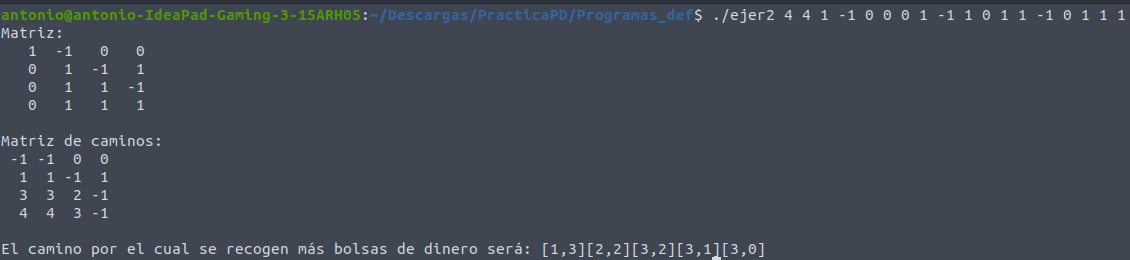 antonio@antonio-IdeaPad-Gaming-3-15ARH05:~/Descargas/PracticaPD/Programas_def$ ./ejer2 4 4 1 -1 0 0 0 1 -1 1 0 1 1 -1 0 1 1 1
Matriz:
1 -1 0 0
0 1 -1 1
0 1 1 -1
0 1 1 1
Matriz de caminos:
-1 -1 0 0
1 1 -1 1
3 3 2 -1
4 4 3 -1
El camino por el cual se recogen más bolsas de dinero será: [1,3][2,2][3,2][3,1][3,0]